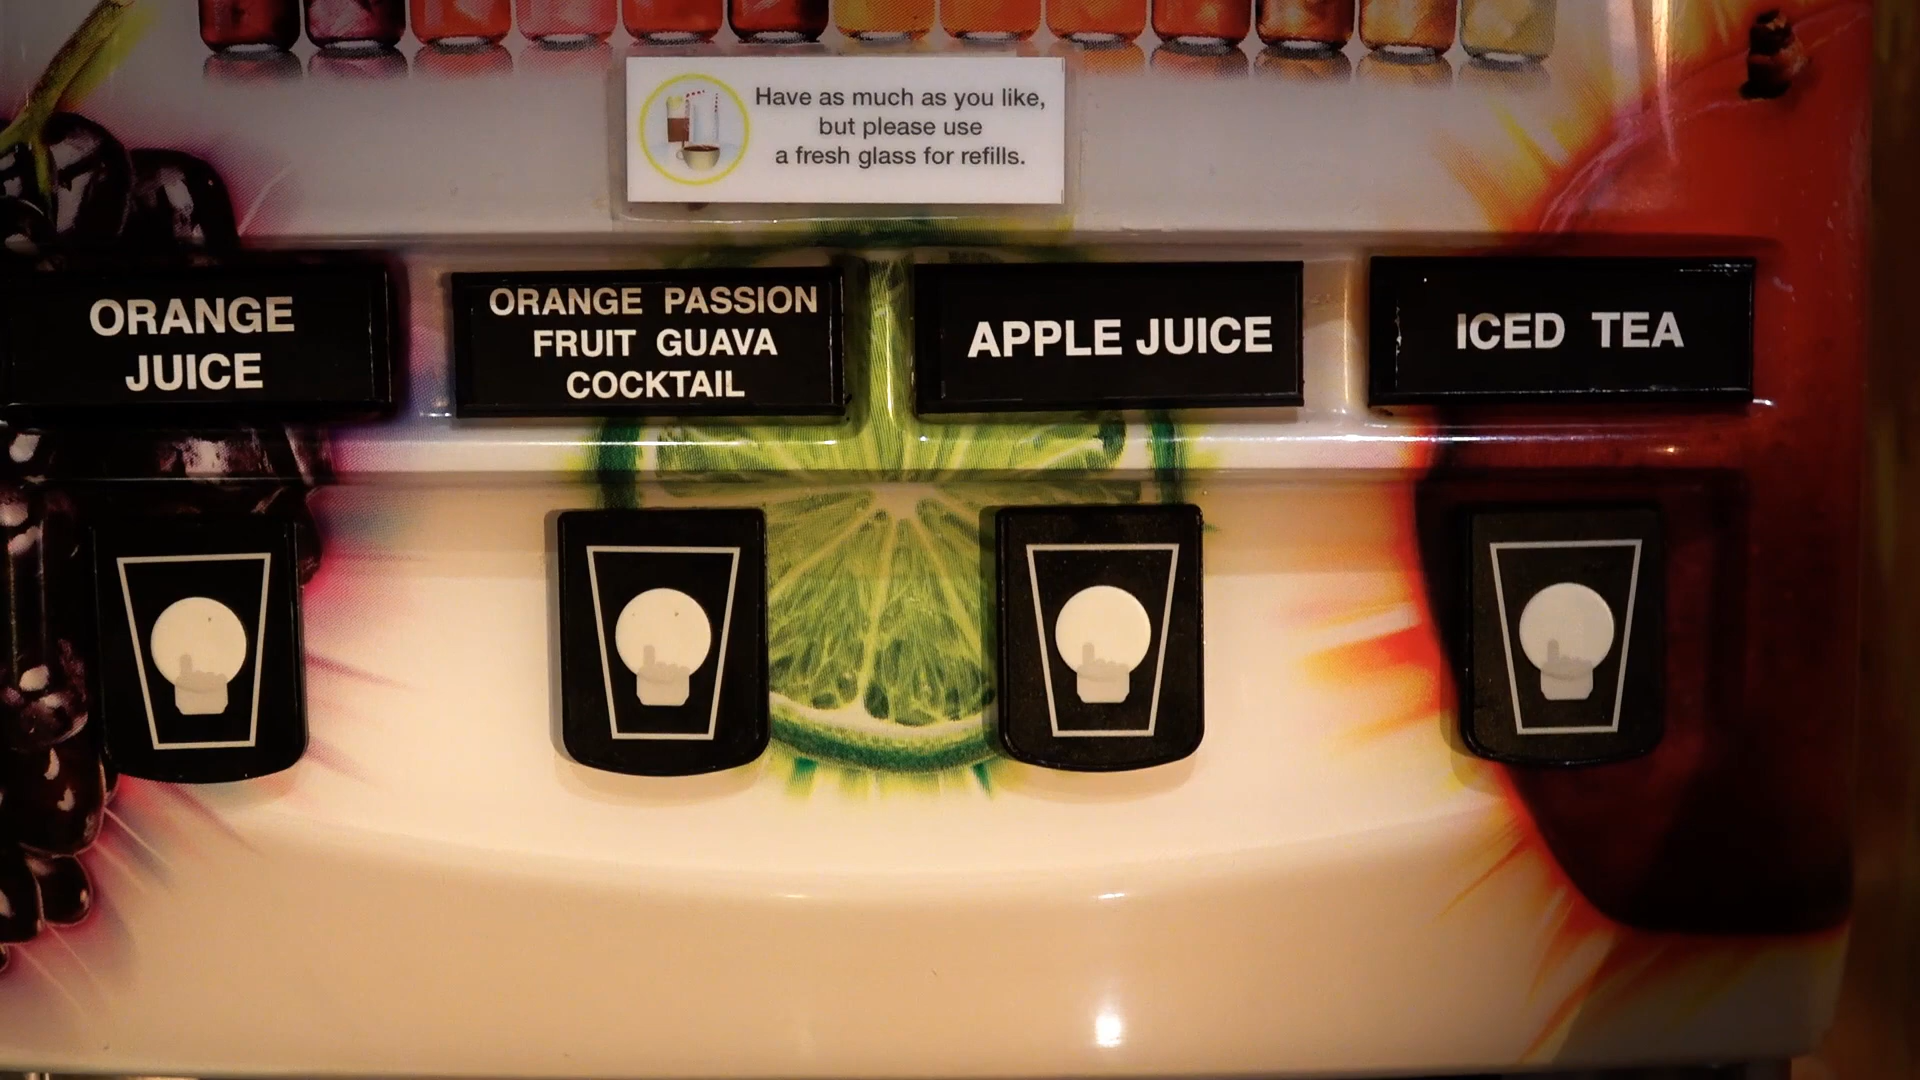 Have as much as you like,
but please use
a fresh glass for refills.
ORANGE
JUICE
ORANGE PASSION
FRUIT GUAVA
COCKTAIL
APPLE JUICE
ICED TEA